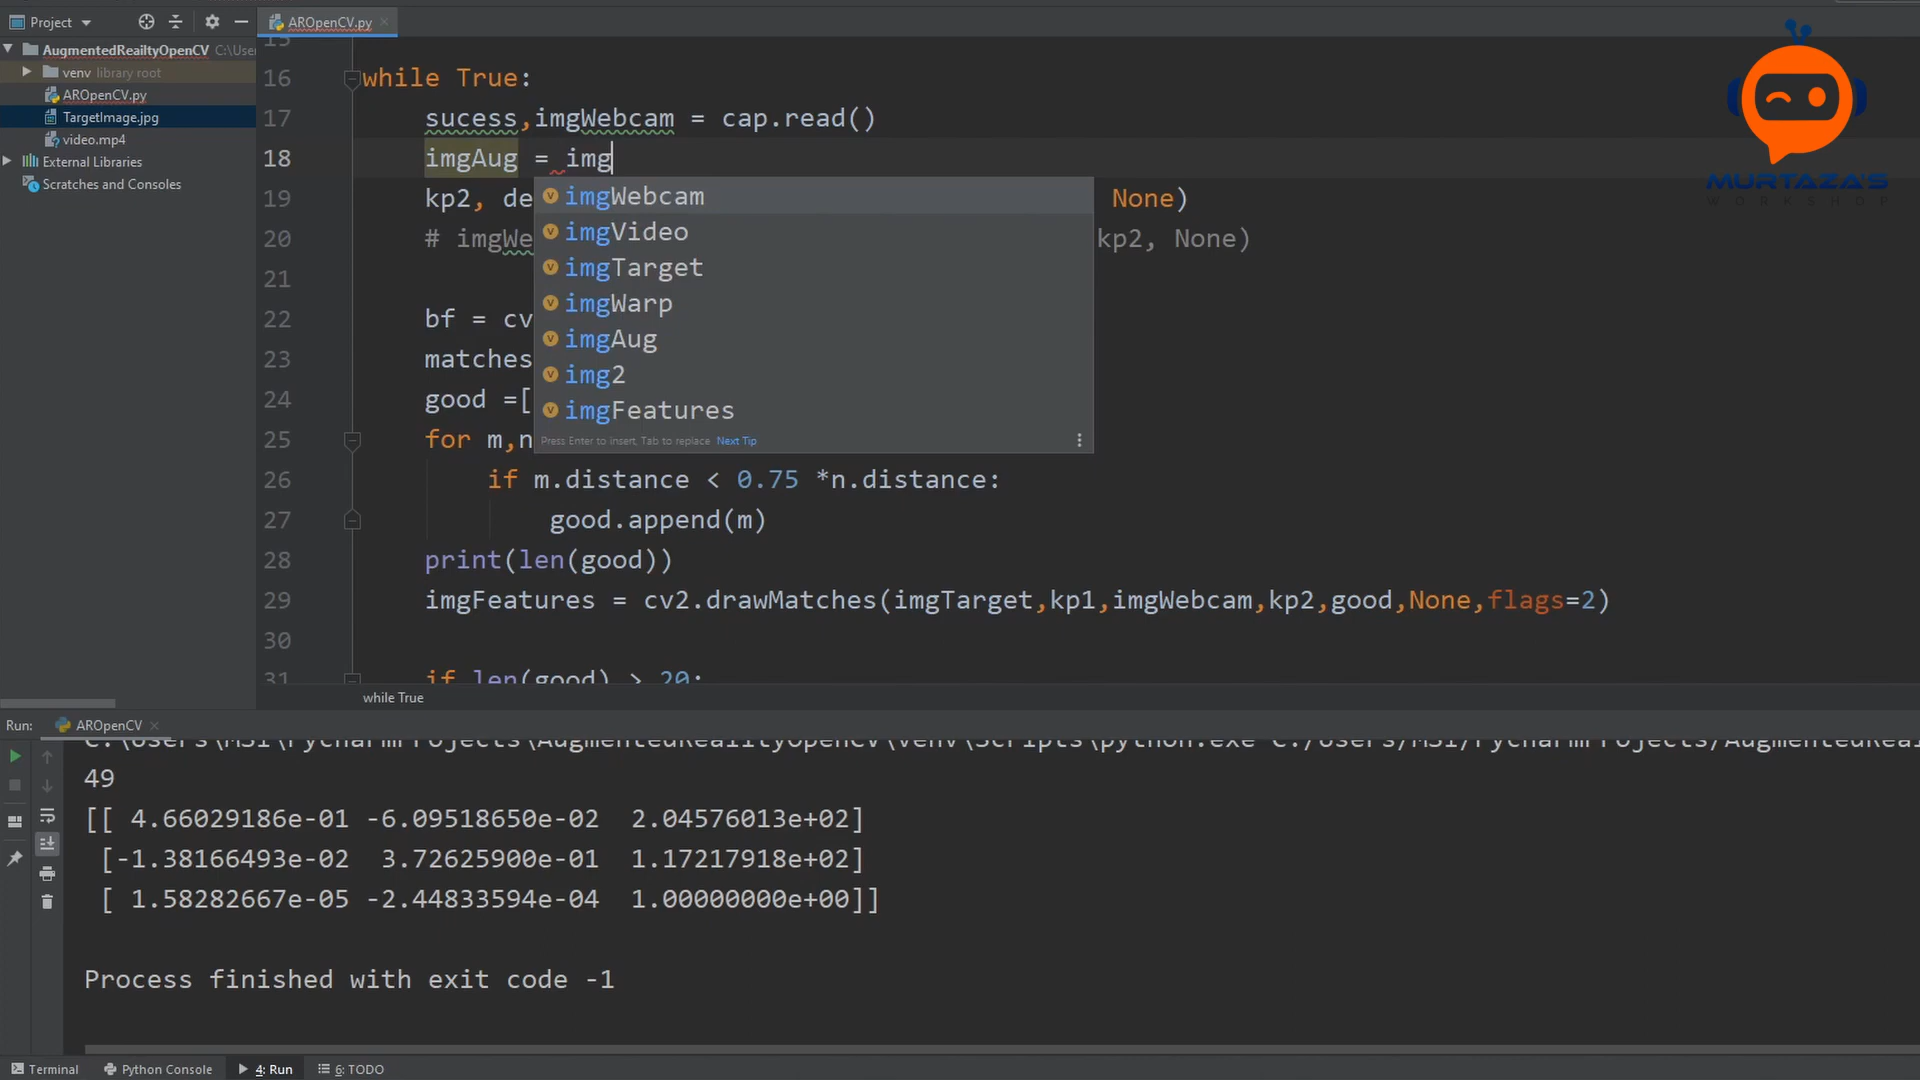 Project
AROpenCV.py
AugmentedReailtyOpenCV C:\Use
venv library root
AROpenCV.py
TargetImage.jpg
video.mp4
External Libraries
Scratches and Consoles
MURTAZA'S
WORKSHOP
15
16 while True:
17 sucess,imgWebcam = cap.read()
18 imgAug = img
19 kp2, de None)
20 # imgWe kp2, None)
21
22 bf = cv
23 matches
24 good =[
25 for m,n
26 if m.distance < 0.75 *n.distance:
27 good.append(m)
28 print(len(good))
29 imgFeatures = cv2.drawMatches(imgTarget,kp1,imgWebcam,kp2,good,None,flags=2)
30
31 if len(good) > 20:
imgWebcam
imgVideo
imgTarget
imgWarp
imgAug
img2
imgFeatures
Press Enter to insert, Tab to replace Next Tip
while True
Run: AROpenCV
C:\Users\MSI\PycharmProjects\AugmentedReailtyOpenCV\venv\Scripts\python.exe C:/Users/MSI/PycharmProjects/AugmentedReai
49
[[ 4.66029186e-01 -6.09518650e-02 2.04576013e+02]
[-1.38166493e-02 3.72625900e-01 1.17217918e+02]
[ 1.58282667e-05 -2.44833594e-04 1.00000000e+00]]
Process finished with exit code -1
Terminal Python Console 4: Run 6: TODO